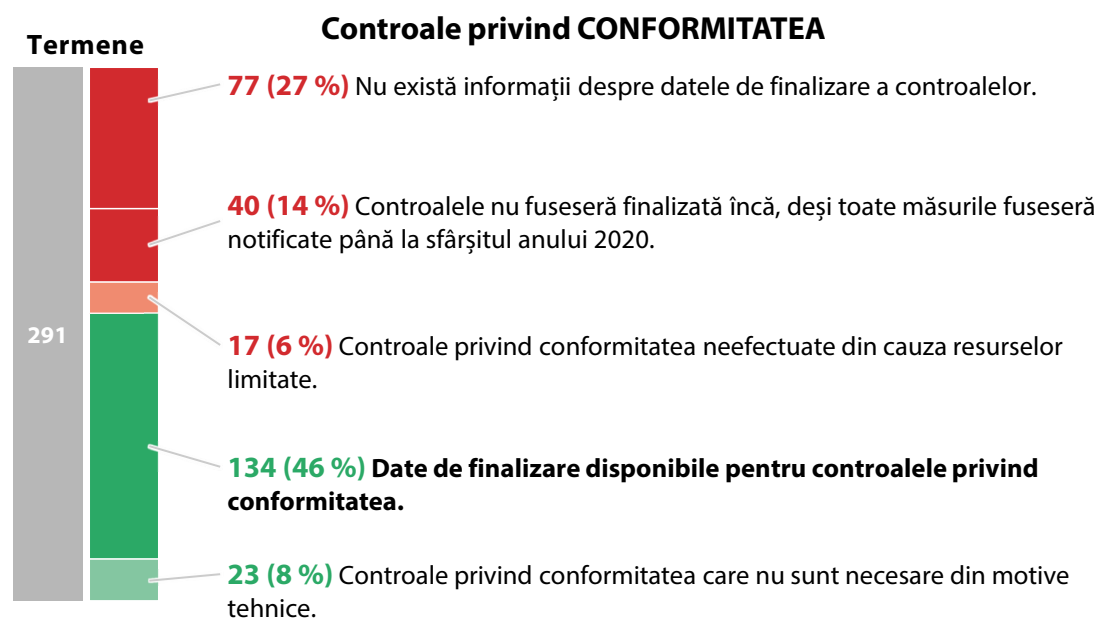 Controale privind CONFORMITATEA
Termene
77 (27 %) Nu există informații despre datele de finalizare a controalelor.
40 (14 %) Controalele nu fuseseră finalizată încă, deși toate măsurile fuseseră
notificate până la sfârșitul anului 2020.
291
17 (6 %) Controale privind conformitatea neefectuate din cauza resurselor
limitate.
134 (46 %) Date de finalizare disponibile pentru controalele privind
conformitatea.
23 (8 %) Controale privind conformitatea care nu sunt necesare din motive
tehnice.